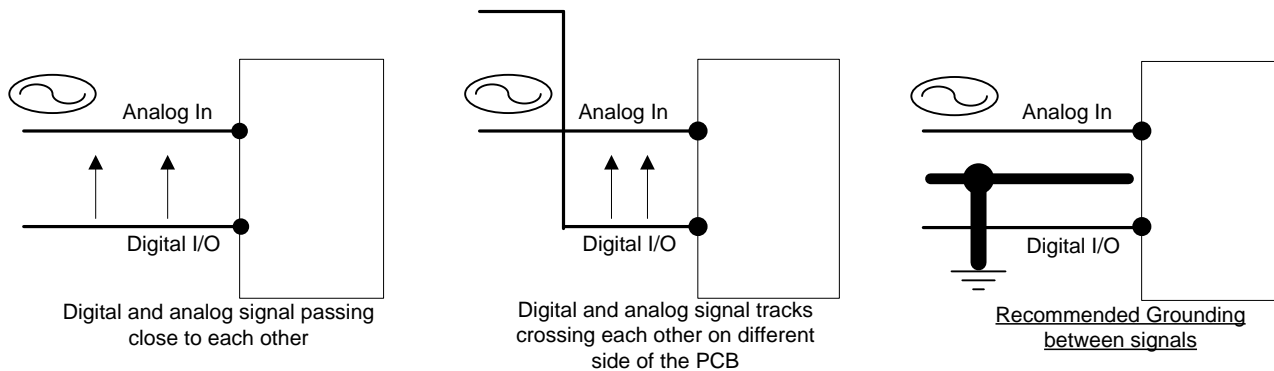 Analog In
Digital I/O
Digital and analog signal passing
close to each other
Analog In
Digital I/O
Digital and analog signal tracks
crossing each other on different
side of the PCB
Analog In
Digital I/O
Recommended Grounding
between signals